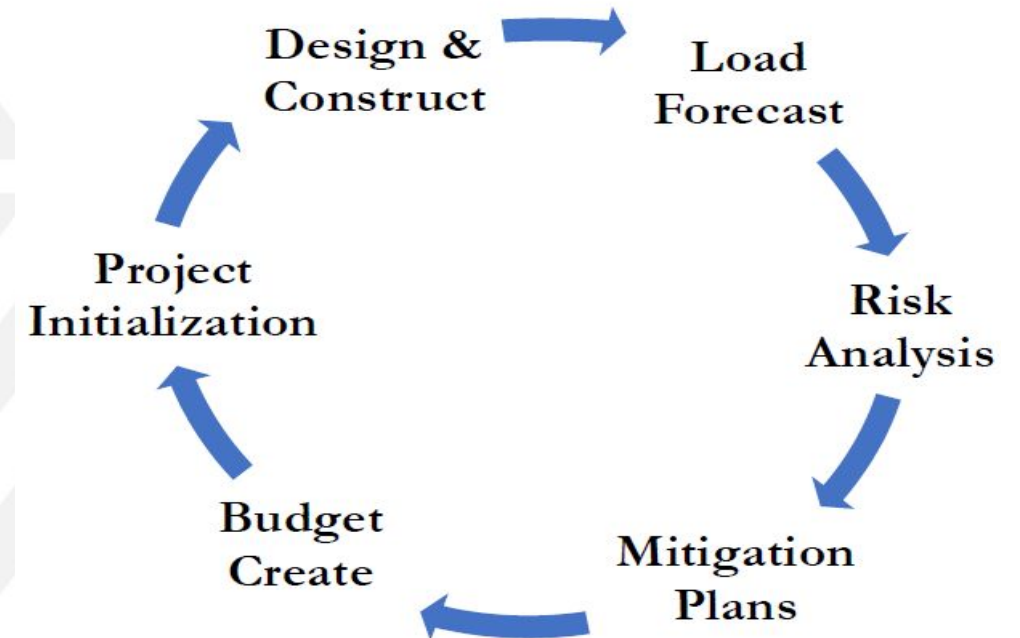 Design &
Construct
Load
Forecast
Risk
Analysis
Mitigation
Plans
Budget
Create
Project
Initialization